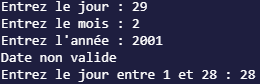 Entrez le jour : 29
Entrez le mois : 2
Entrez l'année : 2001
Date non valide
Entrez le jour entre 1 et 28 : 28